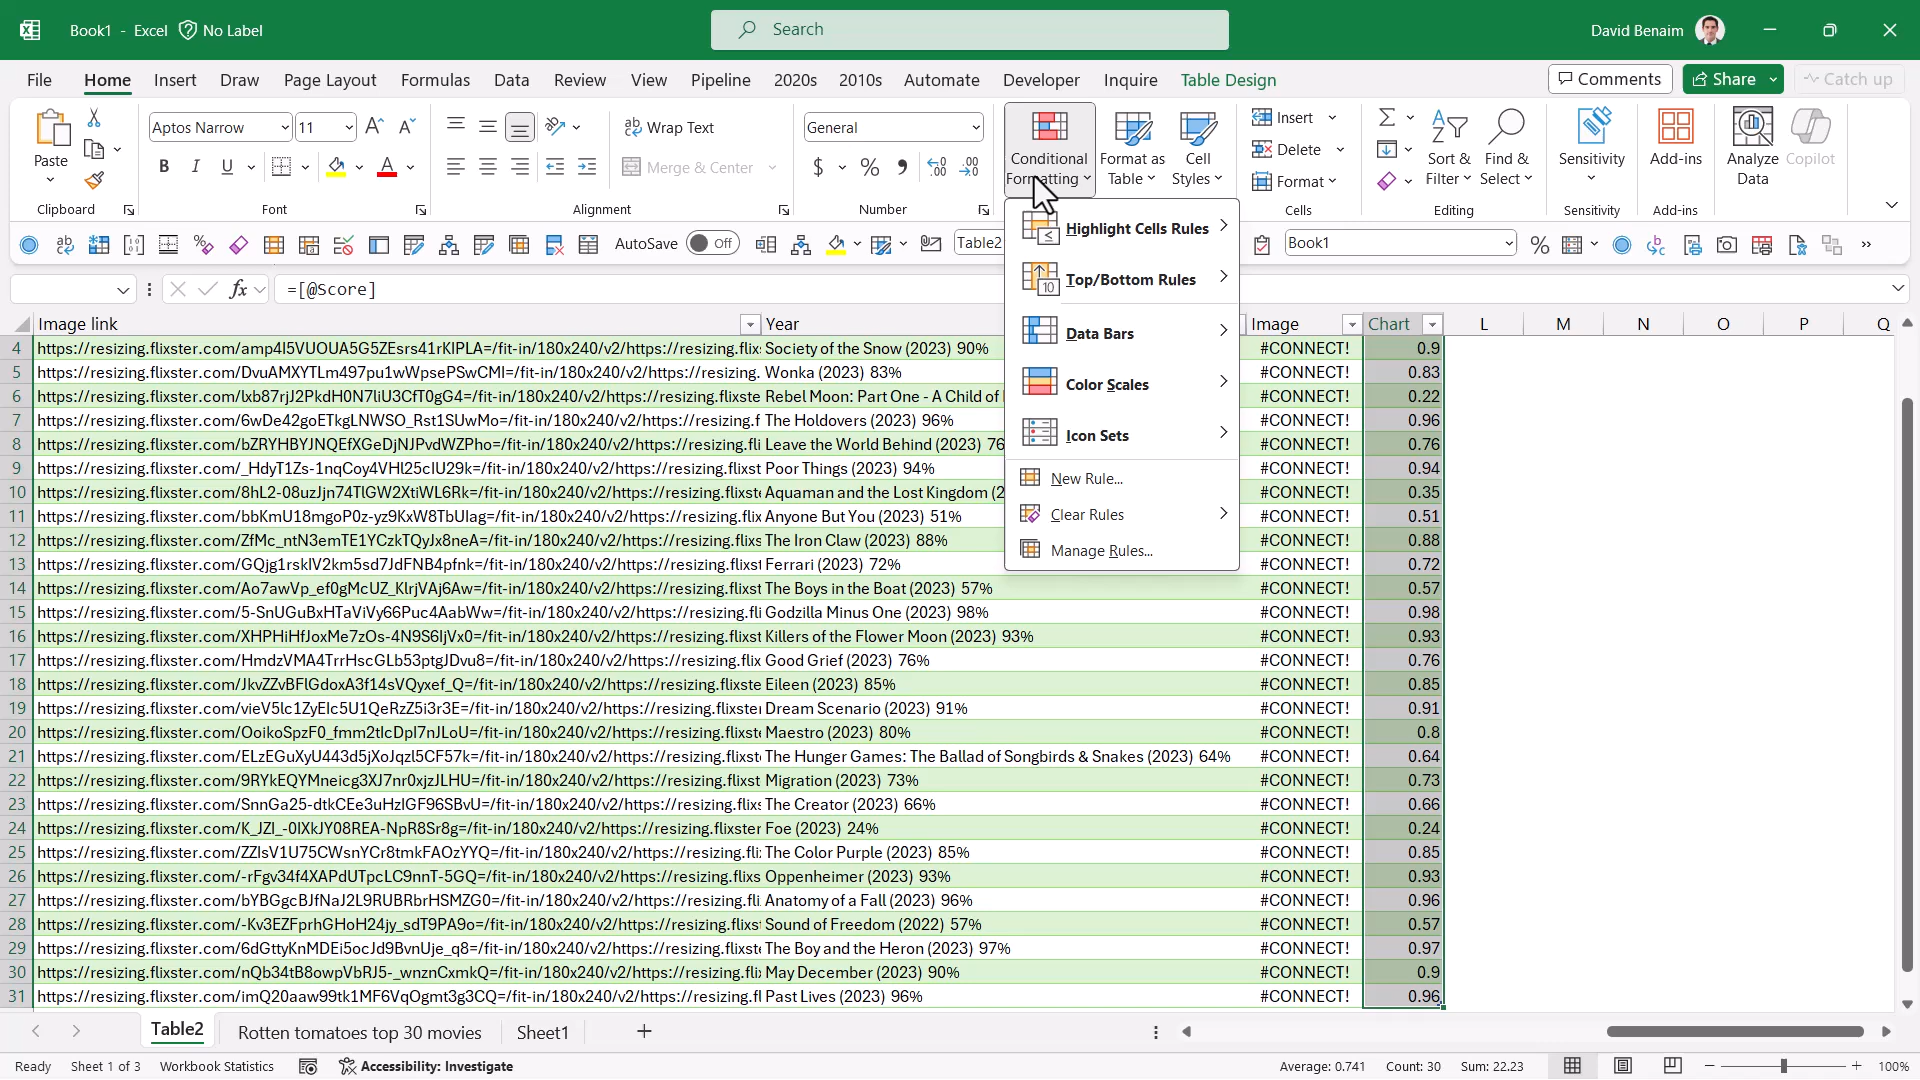 Book1 - Excel No Label
Search
David Benaim
File Home Insert Draw Page Layout Formulas Data Review View Pipeline 2020s 2010s Automate Developer Inquire Table Design
Comments Share Catch up
Paste
Aptos Narrow 11
B I U
Wrap Text
Merge & Center
General
$ %
Conditional Formatting
Format as Table
Cell Styles
Insert
Delete
Format
Sort & Filter
Find & Select
Sensitivity
Add-ins
Analyze Data
Copilot
Clipboard Font Alignment Number Cells Editing Sensitivity Add-ins
AutoSave Off Table2 Book1
fx =[@Score]
Highlight Cells Rules
Top/Bottom Rules
Data Bars
Color Scales
Icon Sets
New Rule...
Clear Rules
Manage Rules...
Image link Year Image Chart L M N O P Q
4 https://resizing.flixster.com/amp4I5VUOUA5G5ZEsrs41rKIPLA=/fit-in/180x240/v2/https://resizing.flix Society of the Snow (2023) 90% #CONNECT! 0.9
5 https://resizing.flixster.com/DvuAMXYTLm497pu1wWpsePSwCMI=/fit-in/180x240/v2/https://resizing. Wonka (2023) 83% #CONNECT! 0.83
6 https://resizing.flixster.com/lxb87rjJ2PkdH0N7liU3CfT0gG4=/fit-in/180x240/v2/https://resizing.flixste Rebel Moon: Part One - A Child of #CONNECT! 0.22
7 https://resizing.flixster.com/6wDe42goETkgLNWSO_Rst1SUwMo=/fit-in/180x240/v2/https://resizing.f The Holdovers (2023) 96% #CONNECT! 0.96
8 https://resizing.flixster.com/bZRYHBYJNQEfXGeDjNJPvdWZPho=/fit-in/180x240/v2/https://resizing.fli Leave the World Behind (2023) 76 #CONNECT! 0.76
9 https://resizing.flixster.com/_HdyT1Zs-1nqCoy4VHl25cIU29k=/fit-in/180x240/v2/https://resizing.flixst Poor Things (2023) 94% #CONNECT! 0.94
10 https://resizing.flixster.com/8hL2-08uzJjn74TlGW2XtiWL6Rk=/fit-in/180x240/v2/https://resizing.flixst Aquaman and the Lost Kingdom (2 #CONNECT! 0.35
11 https://resizing.flixster.com/bbKmU18mgoP0z-yz9KxW8TbUlag=/fit-in/180x240/v2/https://resizing.flix Anyone But You (2023) 51% #CONNECT! 0.51
12 https://resizing.flixster.com/ZfMc_ntN3emTE1YCzkTQyJx8neA=/fit-in/180x240/v2/https://resizing.flixs The Iron Claw (2023) 88% #CONNECT! 0.88
13 https://resizing.flixster.com/GQjg1rsklV2km5sd7JdFNB4pfnk=/fit-in/180x240/v2/https://resizing.flixst Ferrari (2023) 72% #CONNECT! 0.72
14 https://resizing.flixster.com/Ao7awVp_ef0gMcUZ_KlrjVAj6Aw=/fit-in/180x240/v2/https://resizing.flixst The Boys in the Boat (2023) 57% #CONNECT! 0.57
15 https://resizing.flixster.com/5-SnUGuBxHTaViVy66Puc4AabWw=/fit-in/180x240/v2/https://resizing.fli Godzilla Minus One (2023) 98% #CONNECT! 0.98
16 https://resizing.flixster.com/XHPHiHfJoxMe7zOs-4N9S6ljVx0=/fit-in/180x240/v2/https://resizing.flixst Killers of the Flower Moon (2023) 93% #CONNECT! 0.93
17 https://resizing.flixster.com/HmdzVMA4TrrHscGLb53ptgJDvu8=/fit-in/180x240/v2/https://resizing.flix Good Grief (2023) 76% #CONNECT! 0.76
18 https://resizing.flixster.com/JkvZZvBFlGdoxA3f14sVQyxef_Q=/fit-in/180x240/v2/https://resizing.flixste Eileen (2023) 85% #CONNECT! 0.85
19 https://resizing.flixster.com/vieV5lc1ZyElc5U1QeRzZ5i3r3E=/fit-in/180x240/v2/https://resizing.flixster Dream Scenario (2023) 91% #CONNECT! 0.91
20 https://resizing.flixster.com/OoikoSpzF0_fmm2tlcDpl7nJLoU=/fit-in/180x240/v2/https://resizing.flixst Maestro (2023) 80% #CONNECT! 0.8
21 https://resizing.flixster.com/ELzEGuXyU443d5jXoJqzl5CF57k=/fit-in/180x240/v2/https://resizing.flixst The Hunger Games: The Ballad of Songbirds & Snakes (2023) 64% #CONNECT! 0.64
22 https://resizing.flixster.com/9RYkEQYMneicg3XJ7nr0xjzJLHU=/fit-in/180x240/v2/https://resizing.flixst Migration (2023) 73% #CONNECT! 0.73
23 https://resizing.flixster.com/SnnGa25-dtkCEe3uHzlGF96SBvU=/fit-in/180x240/v2/https://resizing.flixs The Creator (2023) 66% #CONNECT! 0.66
24 https://resizing.flixster.com/K_JZl_-0lXkJY08REA-NpR8Sr8g=/fit-in/180x240/v2/https://resizing.flixster Foe (2023) 24% #CONNECT! 0.24
25 https://resizing.flixster.com/ZZlsV1U75CWsnYCr8tmkFAOzYYQ=/fit-in/180x240/v2/https://resizing.fli The Color Purple (2023) 85% #CONNECT! 0.85
26 https://resizing.flixster.com/-rFgv34f4XAPdUTpcLC9nnT-5GQ=/fit-in/180x240/v2/https://resizing.flixs Oppenheimer (2023) 93% #CONNECT! 0.93
27 https://resizing.flixster.com/bYBGgcBJfNaJ2L9RUBRbrHSMZG0=/fit-in/180x240/v2/https://resizing.fli Anatomy of a Fall (2023) 96% #CONNECT! 0.96
28 https://resizing.flixster.com/-Kv3EZFprhGHoH24jy_sdT9PA9o=/fit-in/180x240/v2/https://resizing.flixs Sound of Freedom (2022) 57% #CONNECT! 0.57
29 https://resizing.flixster.com/6dGttyKnMDEi5ocJd9BvnUje_q8=/fit-in/180x240/v2/https://resizing.flixst The Boy and the Heron (2023) 97% #CONNECT! 0.97
30 https://resizing.flixster.com/nQb34tB8owpVbRJ5-_wnznCxmkQ=/fit-in/180x240/v2/https://resizing.fli May December (2023) 90% #CONNECT! 0.9
31 https://resizing.flixster.com/imQ20aaw99tk1MF6VqOgmt3g3CQ=/fit-in/180x240/v2/https://resizing.fl Past Lives (2023) 96% #CONNECT! 0.96
Table2 Rotten tomatoes top 30 movies Sheet1
Ready Sheet 1 of 3 Workbook Statistics Accessibility: Investigate Average: 0.741 Count: 30 Sum: 22.23 100%